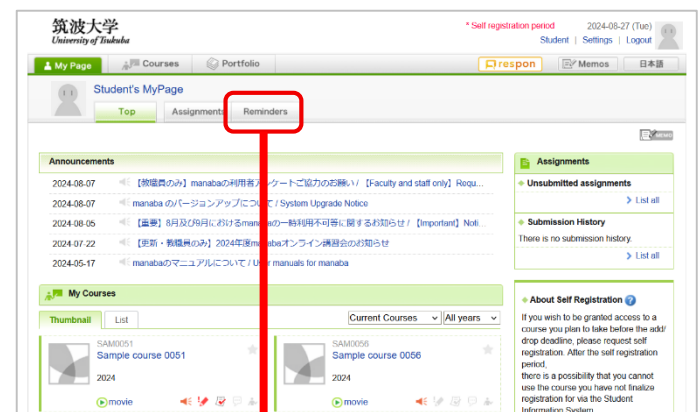 筑波大学
University of Tsukuba
* Self registration period 2024-08-27 (Tue)
Student | Settings | Logout
My Page Courses Portfolio respon Memos 日本語
Student's MyPage
Top Assignments Reminders
MEMO
Announcements
2024-08-07 【教職員のみ】manabaの利用者アンケートご協力のお願い / 【Faculty and staff only】Requ...
2024-08-07 manaba のバージョンアップについて / System Upgrade Notice
2024-08-05 【重要】8月及び9月におけるmanabaの一時利用不可等に関するお知らせ / 【Important】Noti...
2024-07-22 【更新・教職員のみ】2024年度manabaオンライン講習会のお知らせ
2024-05-17 manabaのマニュアルについて / User manuals for manaba
Assignments
Unsubmitted assignments
List all
Submission History
There is no submission history.
List all
My Courses
Thumbnail List Current Courses All years
SAM0051
Sample course 0051
2024
movie
SAM0056
Sample course 0056
2024
movie
About Self Registration ?
If you wish to be granted access to a
course you plan to take before the add/
drop deadline, please request self
registration. After the self registration
period,
there is a possibility that you cannot
use the course you have not finalize
registration for via the Student
Information System.